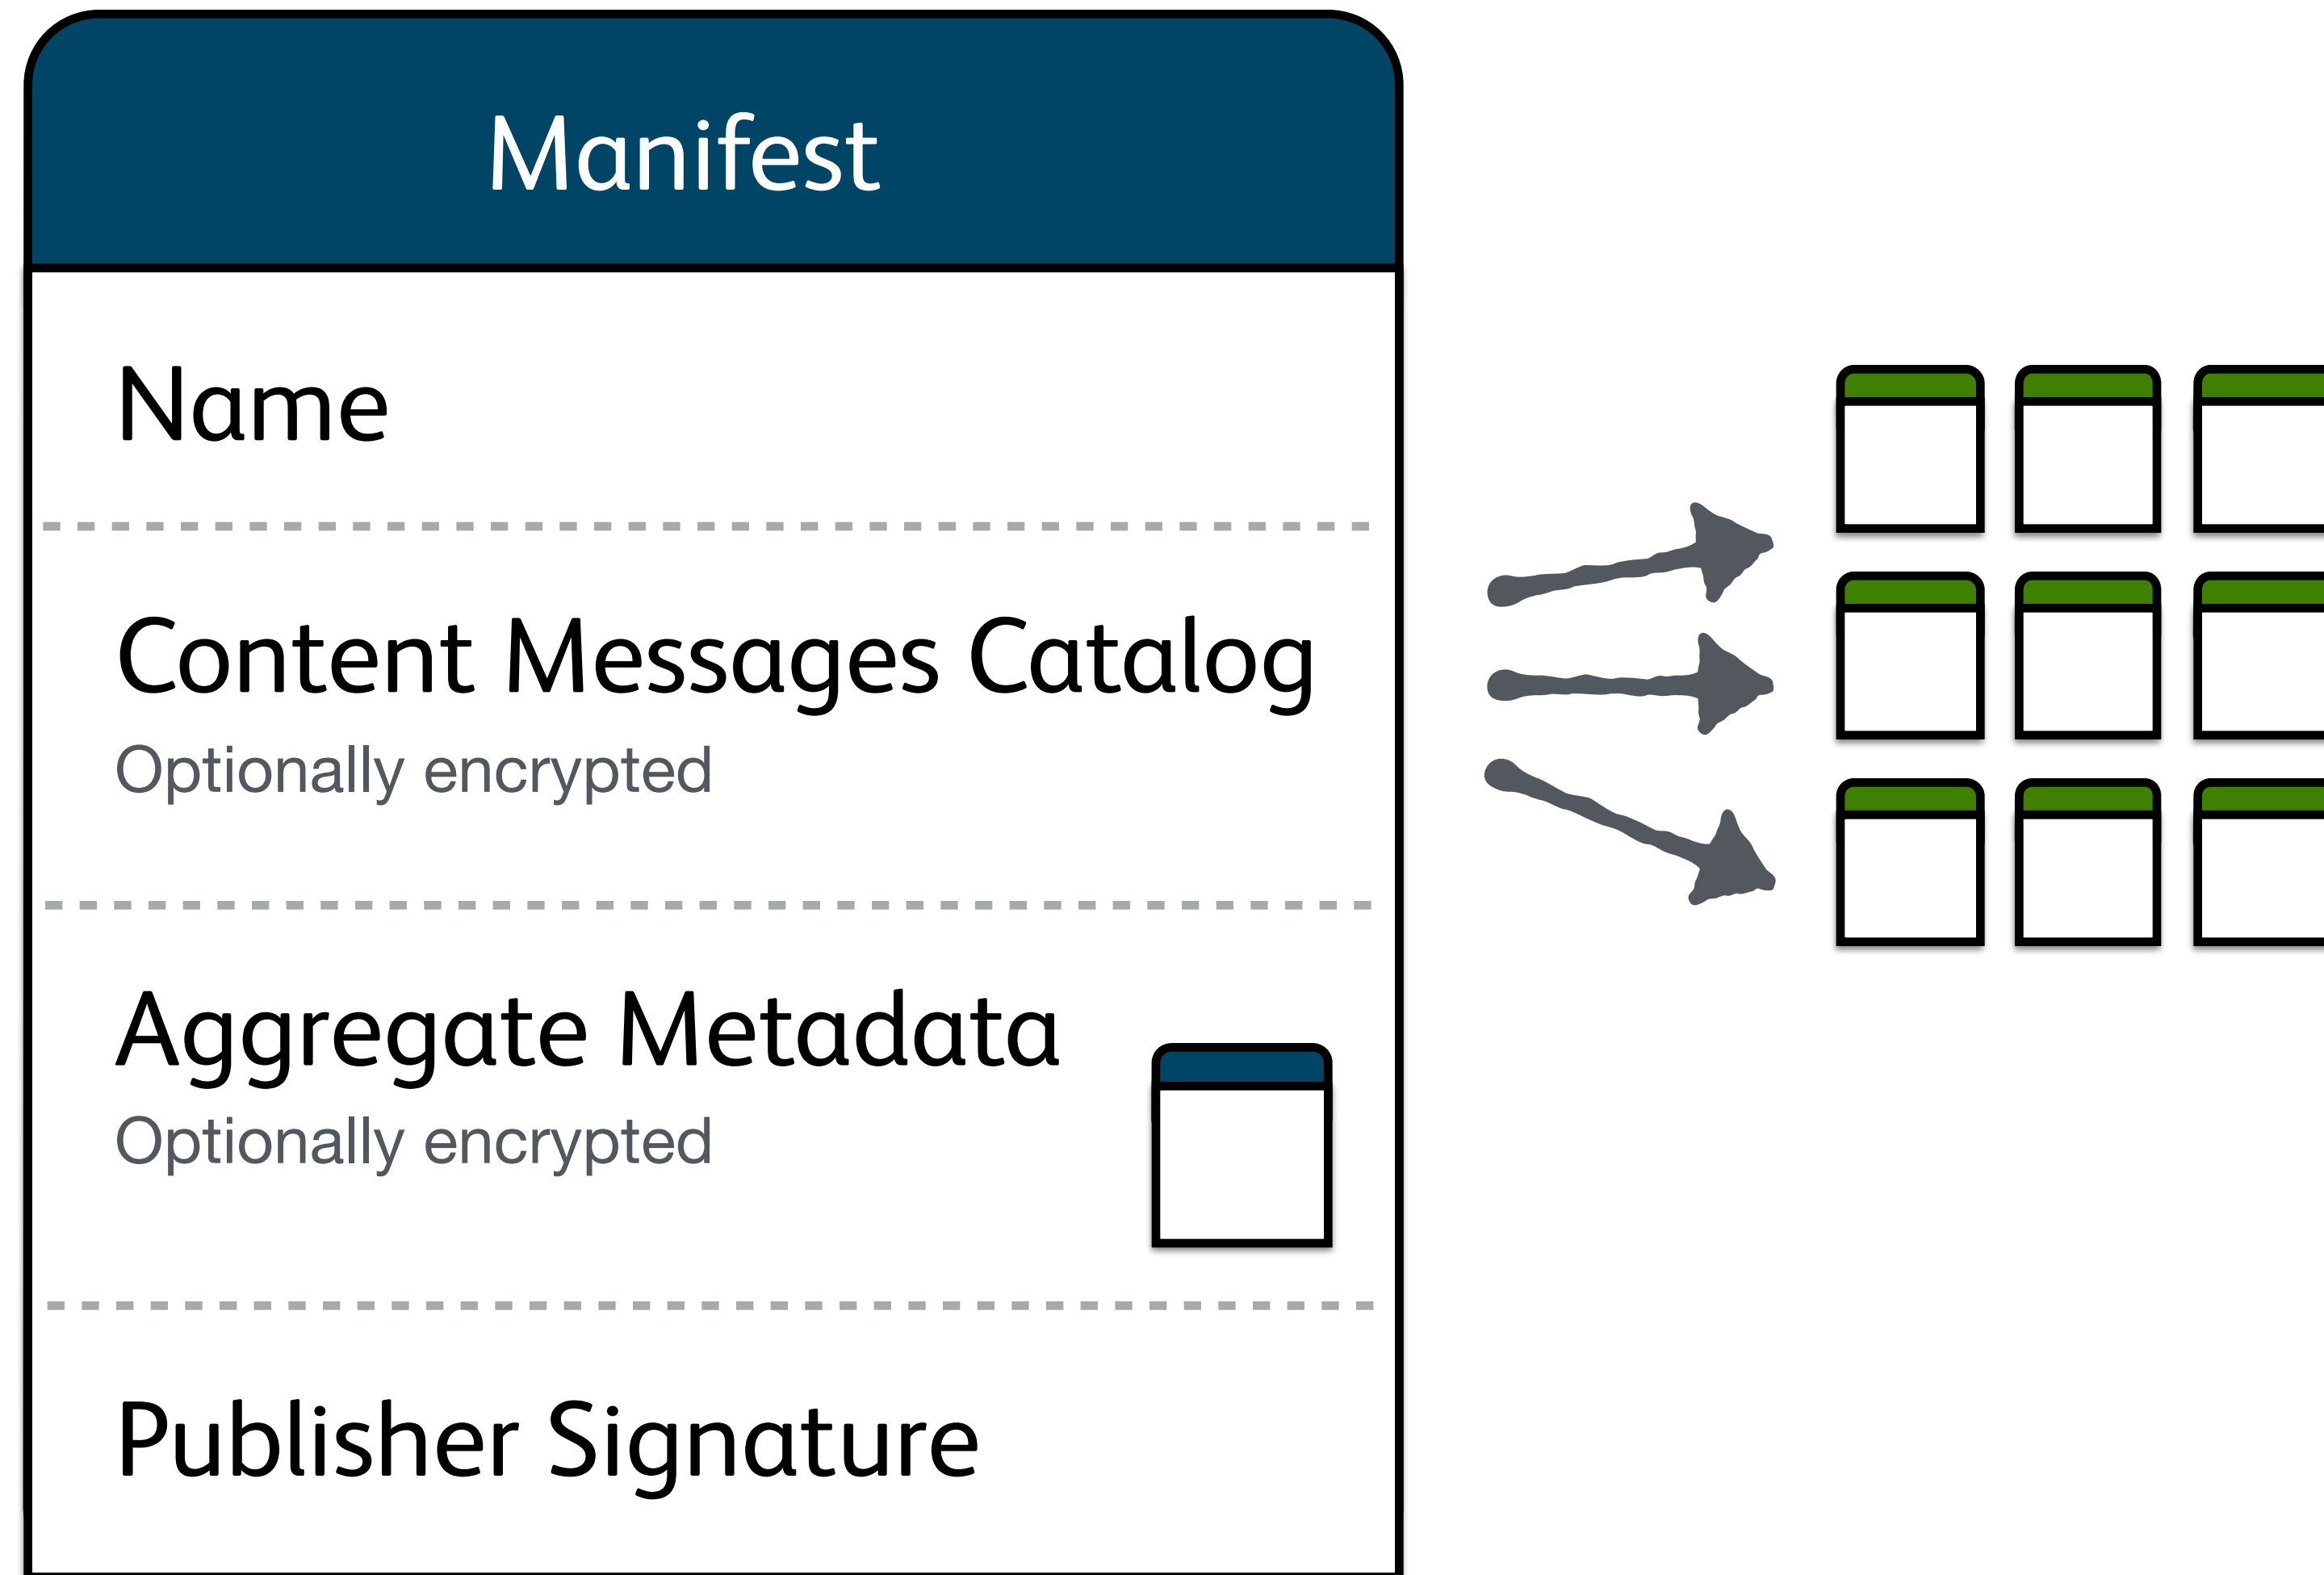 Manifest
Name
Content Messages Catalog
Optionally encrypted
Aggregate Metadata
Optionally encrypted
Publisher Signature